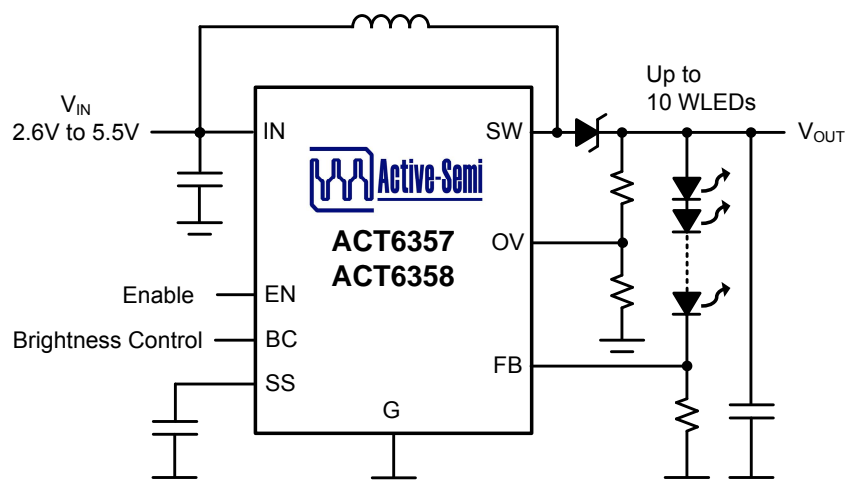 V_IN
2.6V to 5.5V
IN
SW
Up to
10 WLEDs
V_OUT
Active-Semi
ACT6357
ACT6358
OV
Enable
EN
Brightness Control
BC
FB
SS
G